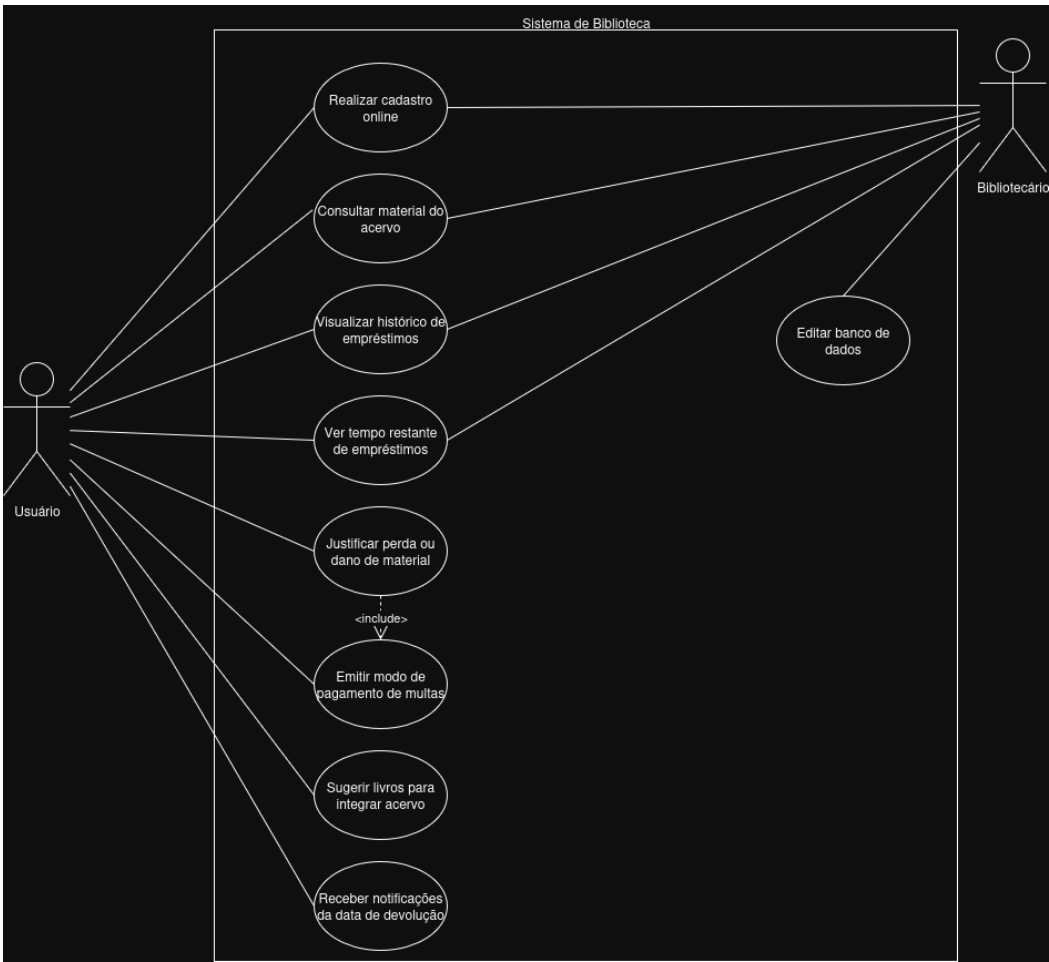 Sistema de Biblioteca
Realizar cadastro
online
Consultar material do
acervo
Bibliotecário
Visualizar histórico de
empréstimos
Editar banco de
dados
Ver tempo restante
de empréstimos
Usuário
Justificar perda ou
dano de material
<include>
Emitir modo de
pagamento de multas
Sugerir livros para
integrar acervo
Receber notificações
da data de devolução